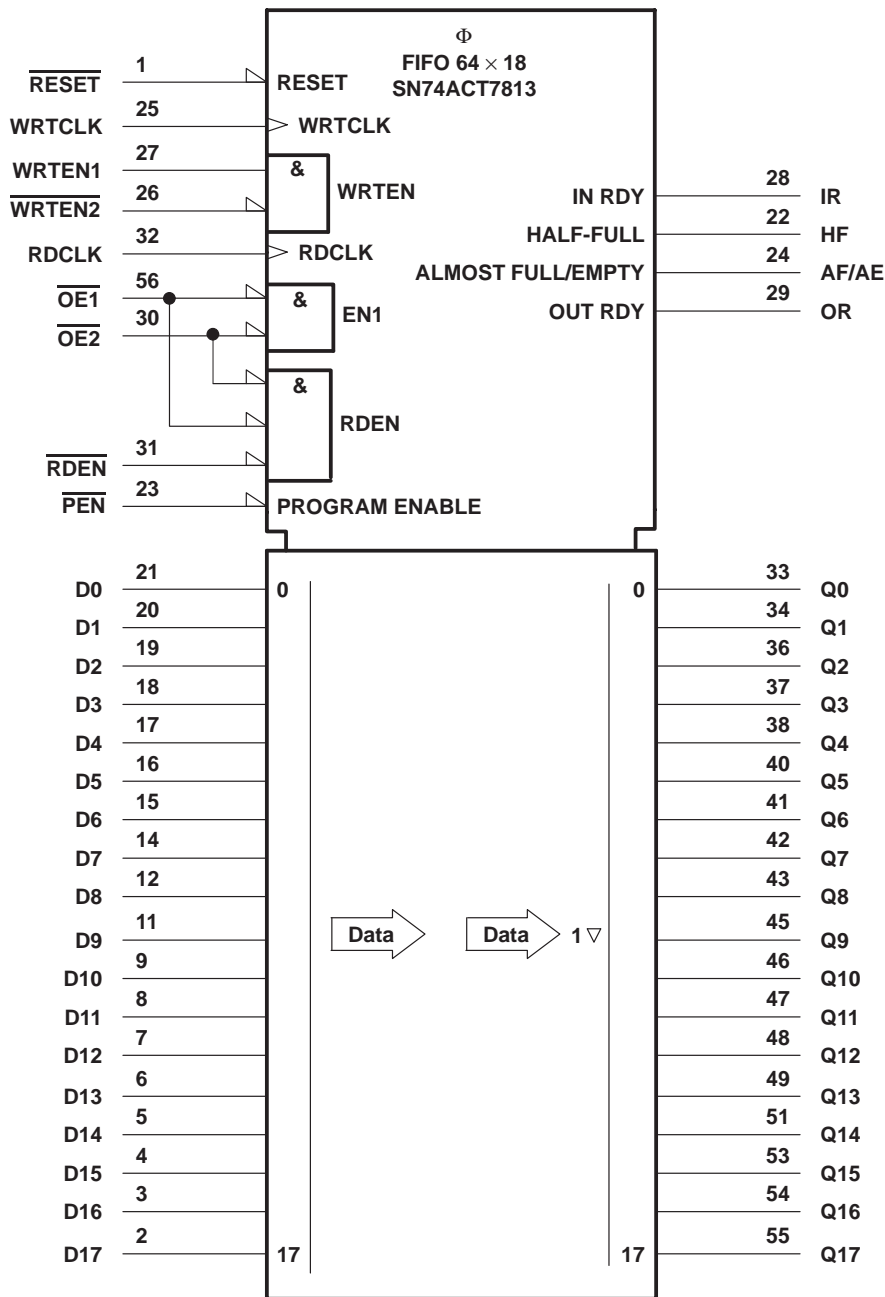 Φ
FIFO 64 × 18
SN74ACT7813
RESET 1 RESET
WRTCLK 25 WRTCLK
WRTEN1 27 &
WRTEN2 26 WRTEN
RDCLK 32 RDCLK
OE1 56 &
OE2 30 EN1
&
RDEN
RDEN 31
PEN 23 PROGRAM ENABLE
IN RDY 28 IR
HALF-FULL 22 HF
ALMOST FULL/EMPTY 24 AF/AE
OUT RDY 29 OR
D0 21 0 0 33 Q0
D1 20 34 Q1
D2 19 36 Q2
D3 18 37 Q3
D4 17 38 Q4
D5 16 40 Q5
D6 15 41 Q6
D7 14 42 Q7
D8 12 43 Q8
D9 11 Data Data 1 ▽ 45 Q9
D10 9 46 Q10
D11 8 47 Q11
D12 7 48 Q12
D13 6 49 Q13
D14 5 51 Q14
D15 4 53 Q15
D16 3 54 Q16
D17 2 17 17 55 Q17